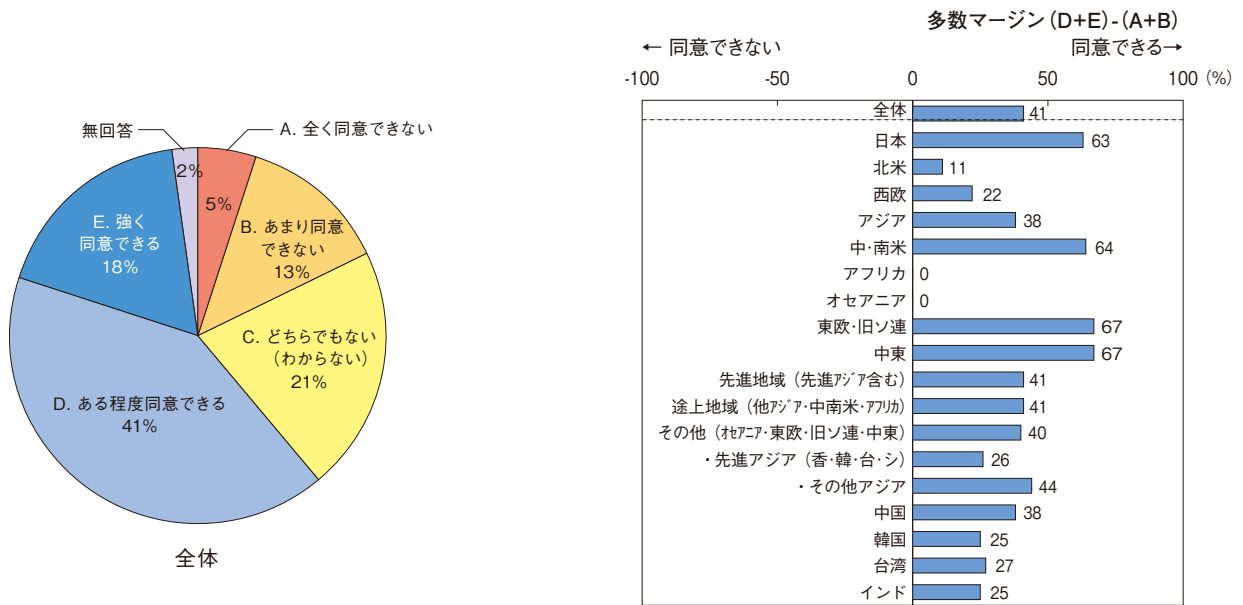 無回答
A. 全く同意できない
2%
5%
B. あまり同意
できない
13%
C. どちらでもない
（わからない）
21%
D. ある程度同意できる
41%
E. 強く
同意できる
18%
全体
多数マージン（D+E）-（A+B）
← 同意できない
同意できる→
-100 -50 0 50 100 (%)
全体 41
日本 63
北米 11
西欧 22
アジア 38
中・南米 64
アフリカ 0
オセアニア 0
東欧・旧ソ連 67
中東 67
先進地域（先進アジア含む） 41
途上地域（他アジア・中南米・アフリカ） 41
その他（オセアニア・東欧・旧ソ連・中東） 40
・先進アジア（香・韓・台・シ） 26
・その他アジア 44
中国 38
韓国 25
台湾 27
インド 25